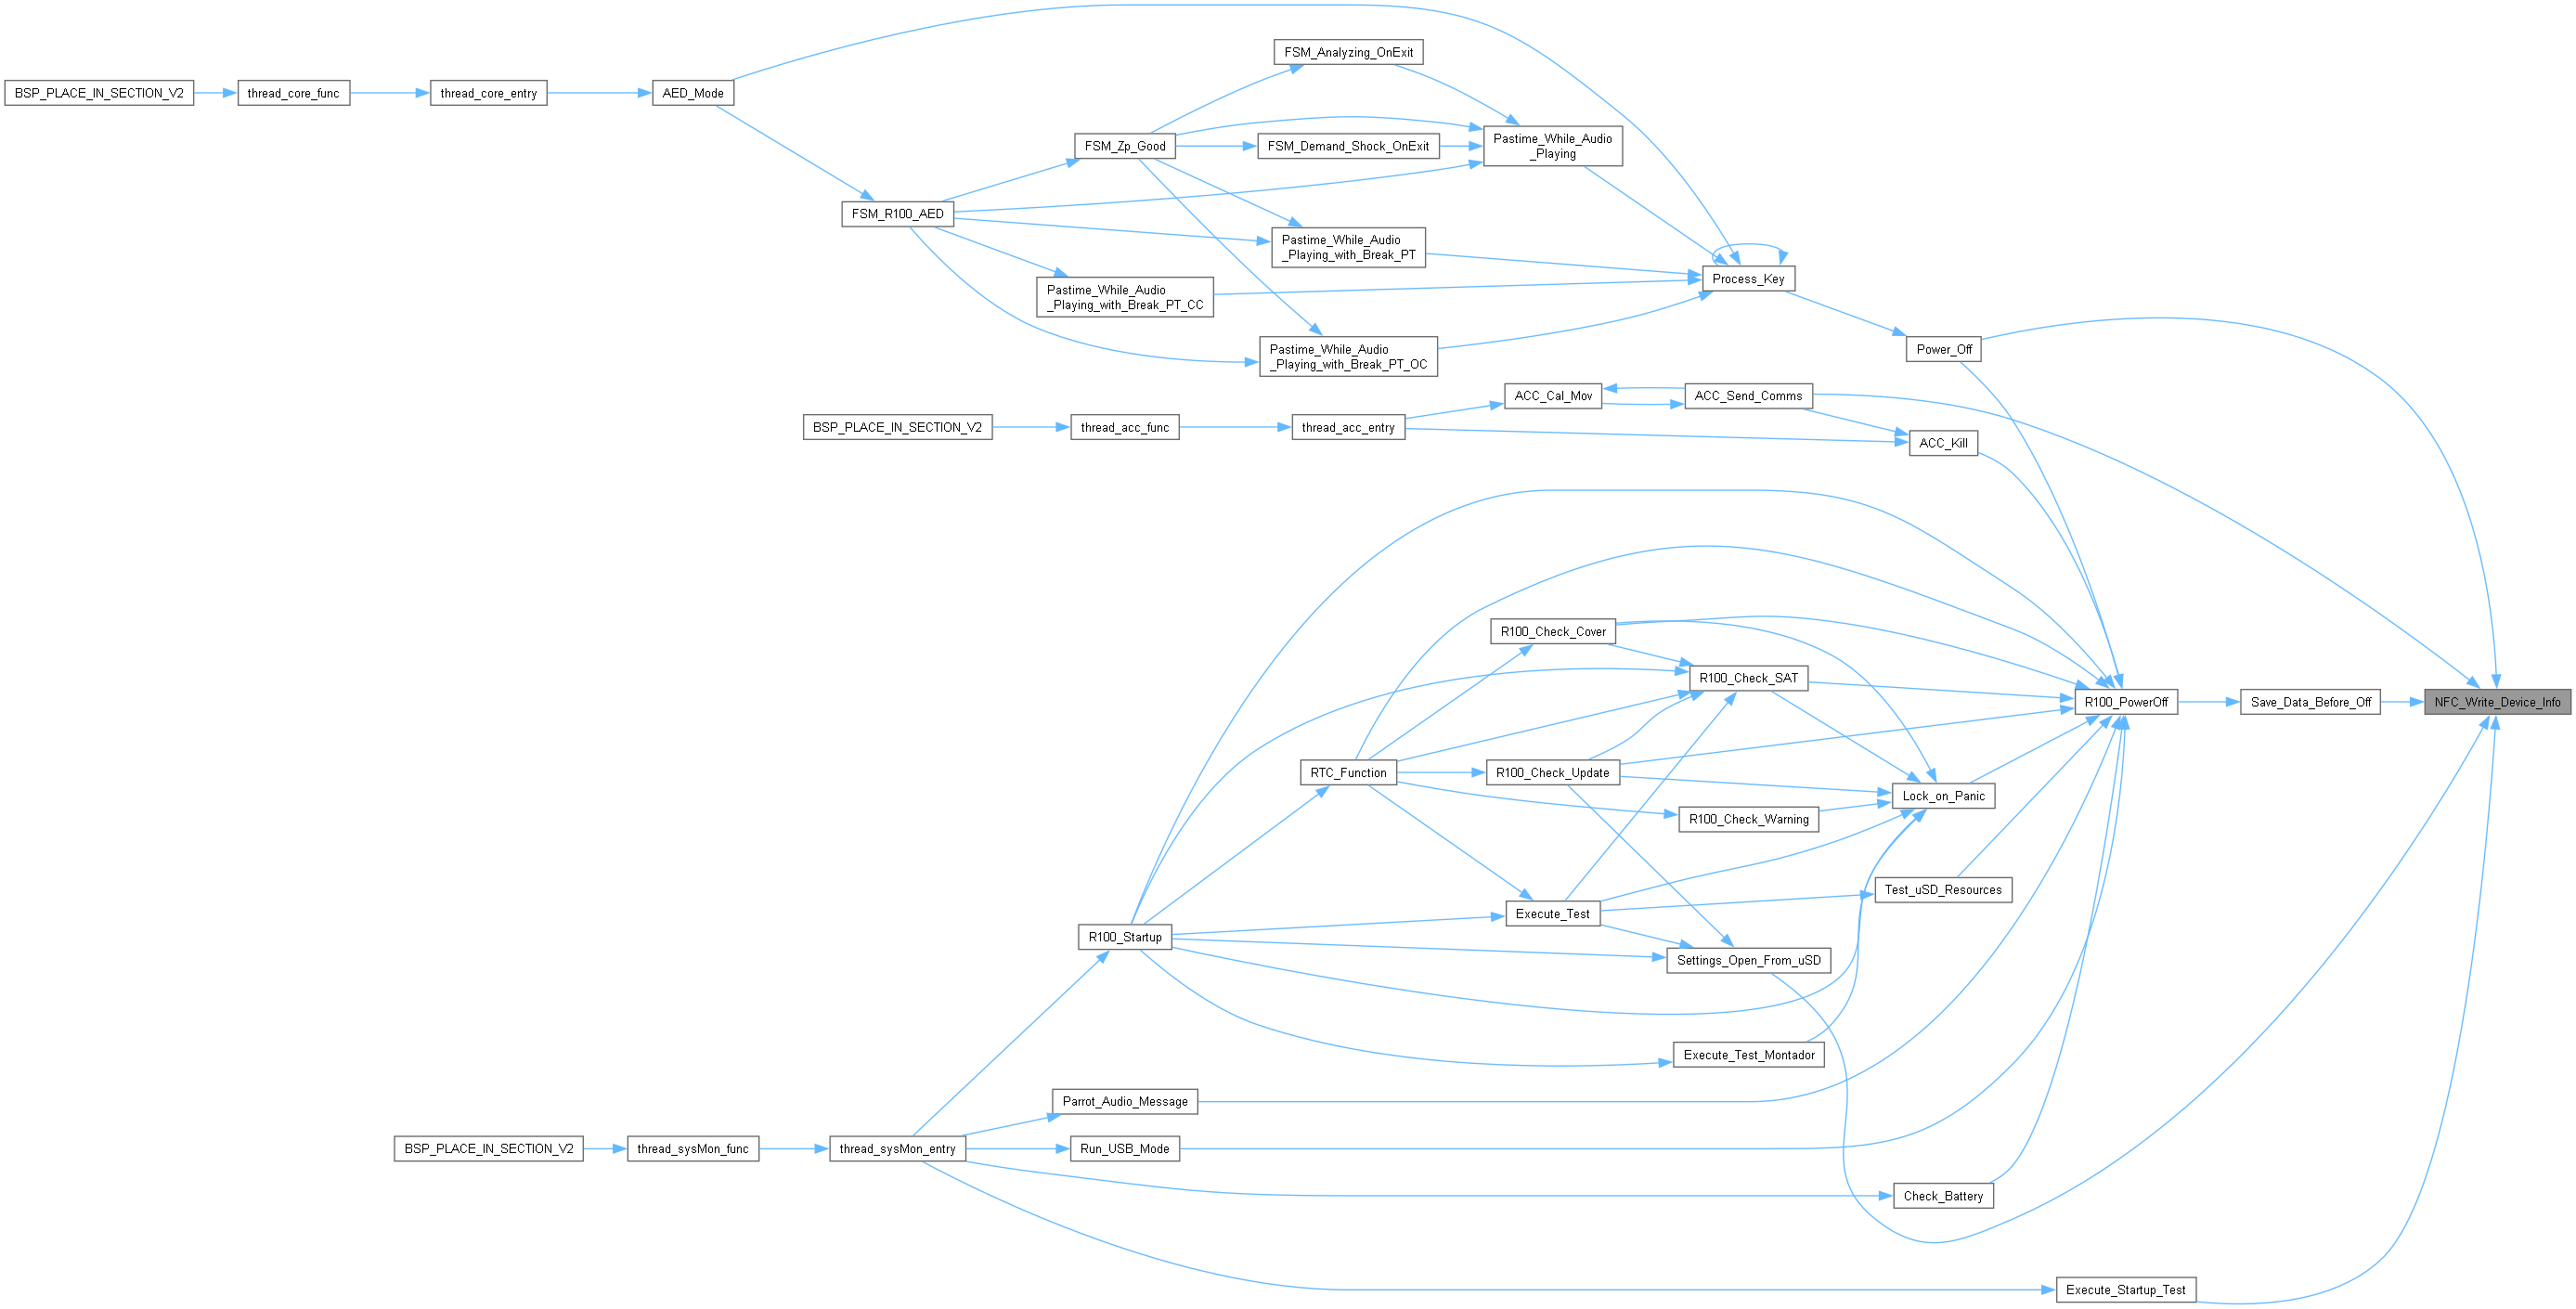 FSM_Analyzing_OnExit
BSP_PLACE_IN_SECTION_V2
thread_core_func
thread_core_entry
AED_Mode
FSM_Zp_Good
FSM_Demand_Shock_OnExit
Pastime_While_Audio
_Playing
FSM_R100_AED
Pastime_While_Audio
_Playing_with_Break_PT
Pastime_While_Audio
_Playing_with_Break_PT_CC
Process_Key
Pastime_While_Audio
_Playing_with_Break_PT_OC
Power_Off
ACC_Cal_Mov
ACC_Send_Comms
BSP_PLACE_IN_SECTION_V2
thread_acc_func
thread_acc_entry
ACC_Kill
R100_Check_Cover
R100_Check_SAT
R100_PowerOff
Save_Data_Before_Off
NFC_Write_Device_Info
RTC_Function
R100_Check_Update
Lock_on_Panic
R100_Check_Warning
Test_uSD_Resources
Execute_Test
R100_Startup
Settings_Open_From_uSD
Execute_Test_Montador
Parrot_Audio_Message
BSP_PLACE_IN_SECTION_V2
thread_sysMon_func
thread_sysMon_entry
Run_USB_Mode
Check_Battery
Execute_Startup_Test